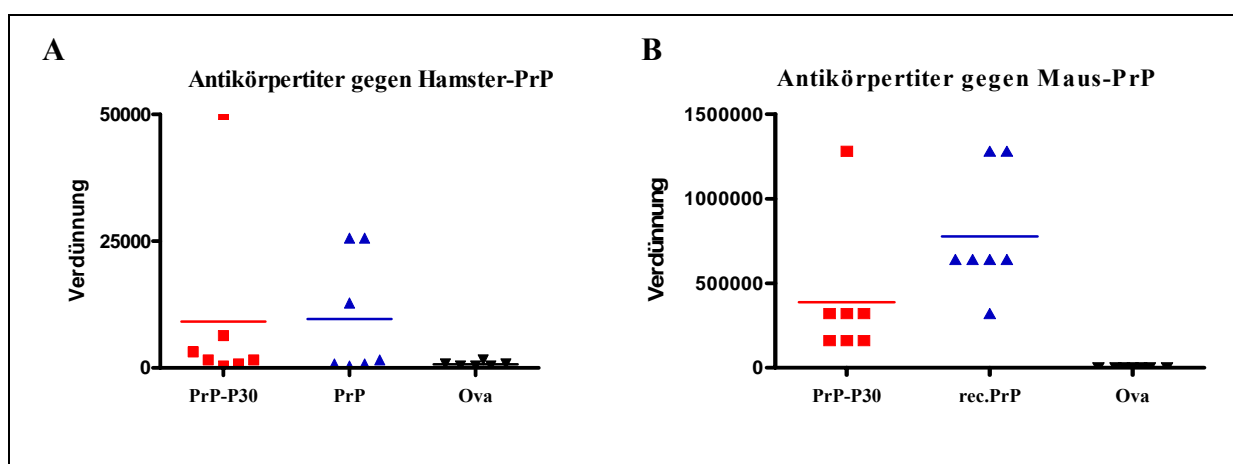 A
Antikörpertiter gegen Hamster-PrP
50000
25000
0
Verdünnung
PrP-P30 PrP Ova
B
Antikörpertiter gegen Maus-PrP
1500000
1000000
500000
0
Verdünnung
PrP-P30 rec.PrP Ova